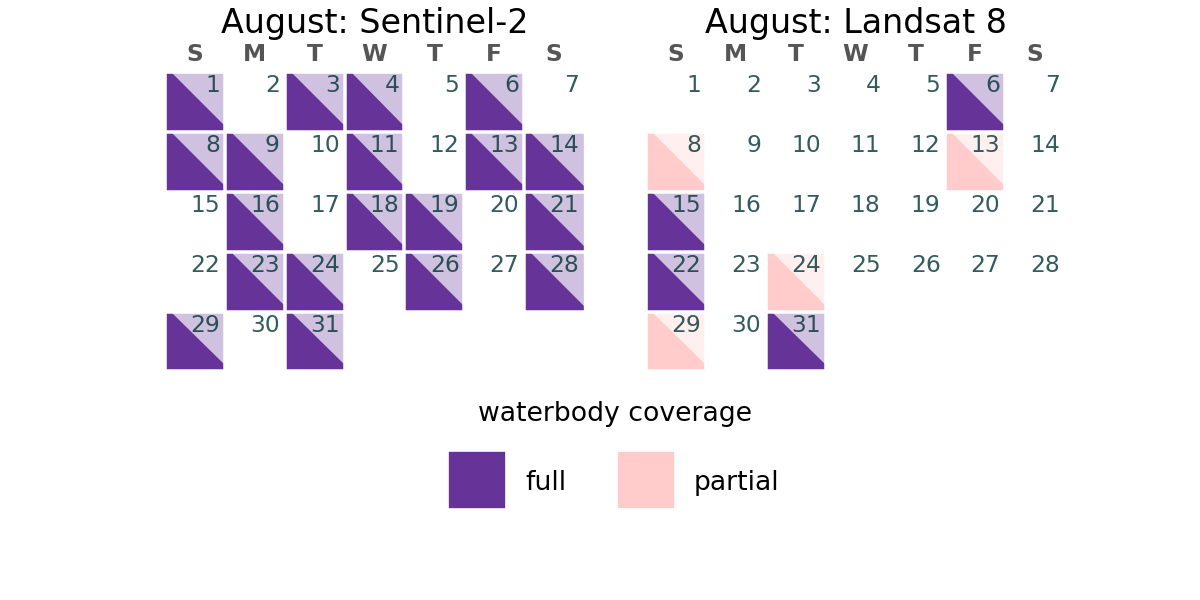 August: Sentinel-2
S M T W T F S
1 2 3 4 5 6 7
8 9 10 11 12 13 14
15 16 17 18 19 20 21
22 23 24 25 26 27 28
29 30 31
August: Landsat 8
S M T W T F S
1 2 3 4 5 6 7
8 9 10 11 12 13 14
15 16 17 18 19 20 21
22 23 24 25 26 27 28
29 30 31
waterbody coverage
full
partial